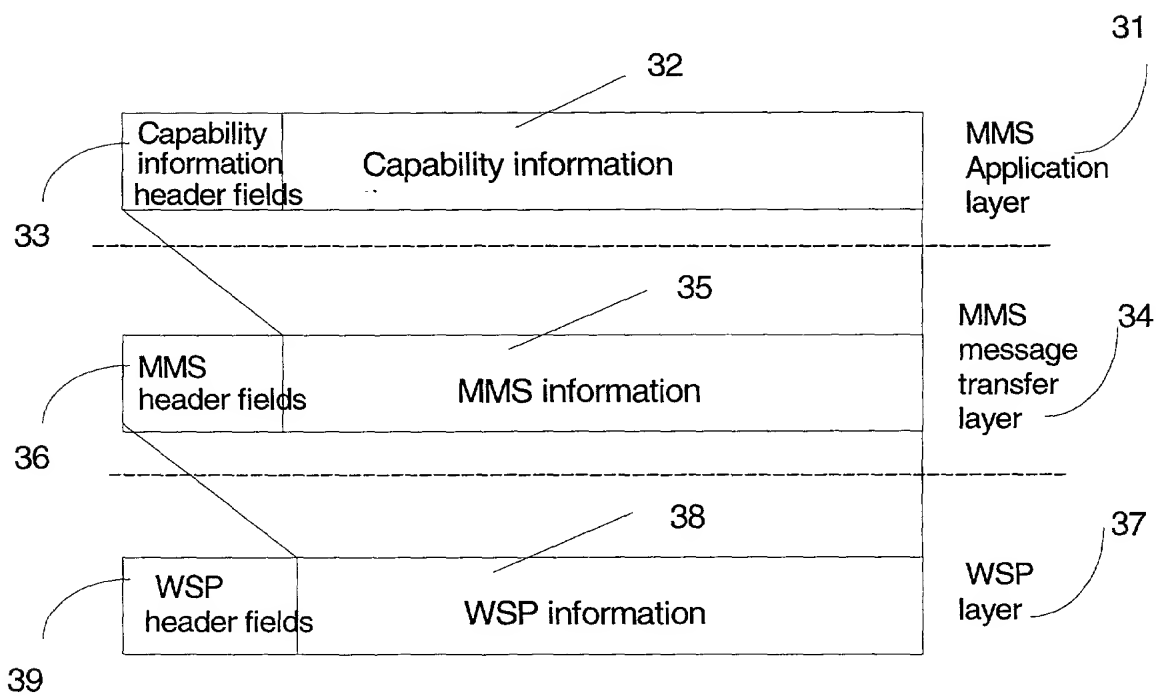 31
32
Capability
information
header fields
Capability information
MMS
Application
layer
33
35
MMS
message
transfer
layer
34
MMS
header fields
MMS information
36
38
37
WSP
header fields
WSP information
WSP
layer
39